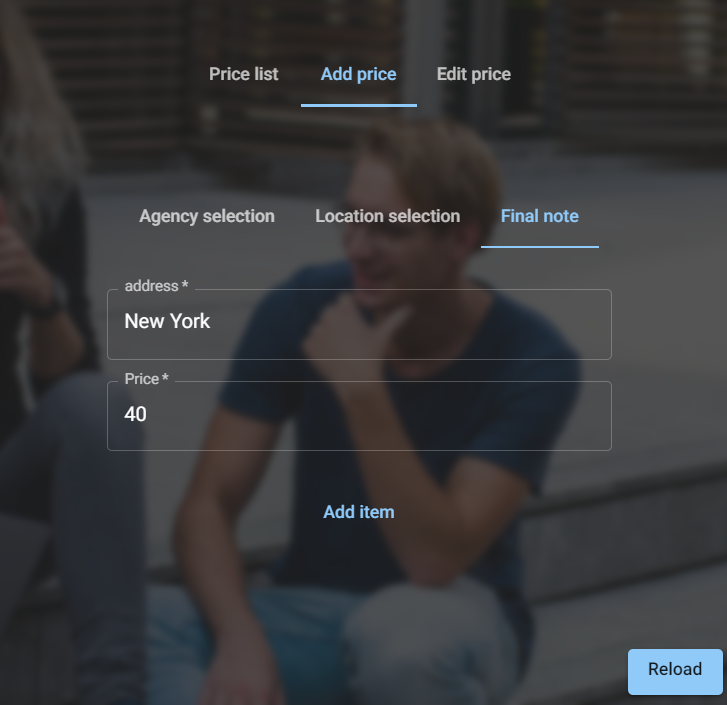 Price list Add price Edit price
Agency selection Location selection Final note
address *
New York
Price *
40
Add item
Reload